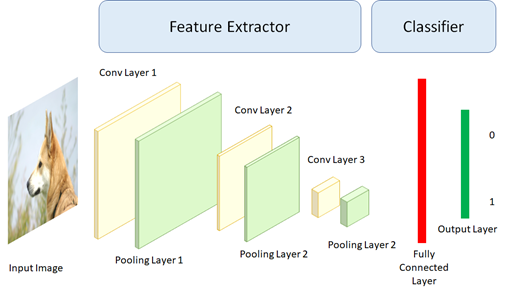 Feature Extractor
Classifier
Conv Layer 1
Conv Layer 2
Conv Layer 3
0
1
Pooling Layer 1
Pooling Layer 2
Pooling Layer 2
Output Layer
Input Image
Fully
Connected
Layer